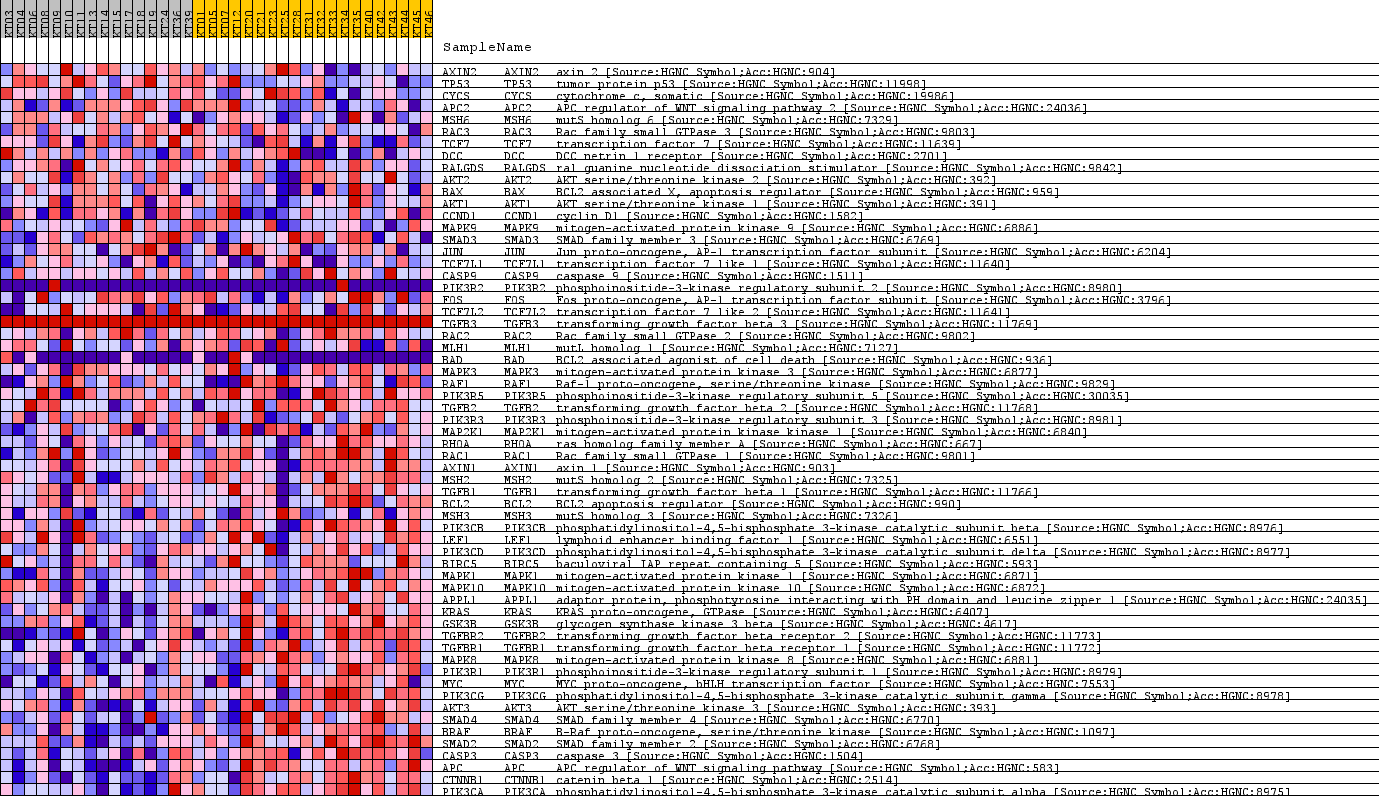 KT03 KT04 KT06 KT08 KT09 KT10 KT11 KT13 KT14 KT15 KT17 KT18 KT19 KT24 KT36 KT39 KT01 KT05 KT07 KT12 KT20 KT21 KT23 KT25 KT28 KT31 KT32 KT33 KT34 KT35 KT40 KT42 KT43 KT44 KT45 KT46
SampleName
AXIN2 AXIN2 axin 2 [Source:HGNC Symbol;Acc:HGNC:904]
TP53 TP53 tumor protein p53 [Source:HGNC Symbol;Acc:HGNC:11998]
CYCS CYCS cytochrome c, somatic [Source:HGNC Symbol;Acc:HGNC:19986]
APC2 APC2 APC regulator of WNT signaling pathway 2 [Source:HGNC Symbol;Acc:HGNC:24036]
MSH6 MSH6 mutS homolog 6 [Source:HGNC Symbol;Acc:HGNC:7329]
RAC3 RAC3 Rac family small GTPase 3 [Source:HGNC Symbol;Acc:HGNC:9803]
TCF7 TCF7 transcription factor 7 [Source:HGNC Symbol;Acc:HGNC:11639]
DCC DCC DCC netrin 1 receptor [Source:HGNC Symbol;Acc:HGNC:2701]
RALGDS RALGDS ral guanine nucleotide dissociation stimulator [Source:HGNC Symbol;Acc:HGNC:9842]
AKT2 AKT2 AKT serine/threonine kinase 2 [Source:HGNC Symbol;Acc:HGNC:392]
BAX BAX BCL2 associated X, apoptosis regulator [Source:HGNC Symbol;Acc:HGNC:959]
AKT1 AKT1 AKT serine/threonine kinase 1 [Source:HGNC Symbol;Acc:HGNC:391]
CCND1 CCND1 cyclin D1 [Source:HGNC Symbol;Acc:HGNC:1582]
MAPK9 MAPK9 mitogen-activated protein kinase 9 [Source:HGNC Symbol;Acc:HGNC:6886]
SMAD3 SMAD3 SMAD family member 3 [Source:HGNC Symbol;Acc:HGNC:6769]
JUN JUN Jun proto-oncogene, AP-1 transcription factor subunit [Source:HGNC Symbol;Acc:HGNC:6204]
TCF7L1 TCF7L1 transcription factor 7 like 1 [Source:HGNC Symbol;Acc:HGNC:11640]
CASP9 CASP9 caspase 9 [Source:HGNC Symbol;Acc:HGNC:1511]
PIK3R2 PIK3R2 phosphoinositide-3-kinase regulatory subunit 2 [Source:HGNC Symbol;Acc:HGNC:8980]
FOS FOS Fos proto-oncogene, AP-1 transcription factor subunit [Source:HGNC Symbol;Acc:HGNC:3796]
TCF7L2 TCF7L2 transcription factor 7 like 2 [Source:HGNC Symbol;Acc:HGNC:11641]
TGFB3 TGFB3 transforming growth factor beta 3 [Source:HGNC Symbol;Acc:HGNC:11769]
RAC2 RAC2 Rac family small GTPase 2 [Source:HGNC Symbol;Acc:HGNC:9802]
MLH1 MLH1 mutL homolog 1 [Source:HGNC Symbol;Acc:HGNC:7127]
BAD BAD BCL2 associated agonist of cell death [Source:HGNC Symbol;Acc:HGNC:936]
MAPK3 MAPK3 mitogen-activated protein kinase 3 [Source:HGNC Symbol;Acc:HGNC:6877]
RAF1 RAF1 Raf-1 proto-oncogene, serine/threonine kinase [Source:HGNC Symbol;Acc:HGNC:9829]
PIK3R5 PIK3R5 phosphoinositide-3-kinase regulatory subunit 5 [Source:HGNC Symbol;Acc:HGNC:30035]
TGFB2 TGFB2 transforming growth factor beta 2 [Source:HGNC Symbol;Acc:HGNC:11768]
PIK3R3 PIK3R3 phosphoinositide-3-kinase regulatory subunit 3 [Source:HGNC Symbol;Acc:HGNC:8981]
MAP2K1 MAP2K1 mitogen-activated protein kinase kinase 1 [Source:HGNC Symbol;Acc:HGNC:6840]
RHOA RHOA ras homolog family member A [Source:HGNC Symbol;Acc:HGNC:667]
RAC1 RAC1 Rac family small GTPase 1 [Source:HGNC Symbol;Acc:HGNC:9801]
AXIN1 AXIN1 axin 1 [Source:HGNC Symbol;Acc:HGNC:903]
MSH2 MSH2 mutS homolog 2 [Source:HGNC Symbol;Acc:HGNC:7325]
TGFB1 TGFB1 transforming growth factor beta 1 [Source:HGNC Symbol;Acc:HGNC:11766]
BCL2 BCL2 BCL2 apoptosis regulator [Source:HGNC Symbol;Acc:HGNC:990]
MSH3 MSH3 mutS homolog 3 [Source:HGNC Symbol;Acc:HGNC:7326]
PIK3CB PIK3CB phosphatidylinositol-4,5-bisphosphate 3-kinase catalytic subunit beta [Source:HGNC Symbol;Acc:HGNC:8976]
LEF1 LEF1 lymphoid enhancer binding factor 1 [Source:HGNC Symbol;Acc:HGNC:6551]
PIK3CD PIK3CD phosphatidylinositol-4,5-bisphosphate 3-kinase catalytic subunit delta [Source:HGNC Symbol;Acc:HGNC:8977]
BIRC5 BIRC5 baculoviral IAP repeat containing 5 [Source:HGNC Symbol;Acc:HGNC:593]
MAPK1 MAPK1 mitogen-activated protein kinase 1 [Source:HGNC Symbol;Acc:HGNC:6871]
MAPK10 MAPK10 mitogen-activated protein kinase 10 [Source:HGNC Symbol;Acc:HGNC:6872]
APPL1 APPL1 adaptor protein, phosphotyrosine interacting with PH domain and leucine zipper 1 [Source:HGNC Symbol;Acc:HGNC:24035]
KRAS KRAS KRAS proto-oncogene, GTPase [Source:HGNC Symbol;Acc:HGNC:6407]
GSK3B GSK3B glycogen synthase kinase 3 beta [Source:HGNC Symbol;Acc:HGNC:4617]
TGFBR2 TGFBR2 transforming growth factor beta receptor 2 [Source:HGNC Symbol;Acc:HGNC:11773]
TGFBR1 TGFBR1 transforming growth factor beta receptor 1 [Source:HGNC Symbol;Acc:HGNC:11772]
MAPK8 MAPK8 mitogen-activated protein kinase 8 [Source:HGNC Symbol;Acc:HGNC:6881]
PIK3R1 PIK3R1 phosphoinositide-3-kinase regulatory subunit 1 [Source:HGNC Symbol;Acc:HGNC:8979]
MYC MYC MYC proto-oncogene, bHLH transcription factor [Source:HGNC Symbol;Acc:HGNC:7553]
PIK3CG PIK3CG phosphatidylinositol-4,5-bisphosphate 3-kinase catalytic subunit gamma [Source:HGNC Symbol;Acc:HGNC:8978]
AKT3 AKT3 AKT serine/threonine kinase 3 [Source:HGNC Symbol;Acc:HGNC:393]
SMAD4 SMAD4 SMAD family member 4 [Source:HGNC Symbol;Acc:HGNC:6770]
BRAF BRAF B-Raf proto-oncogene, serine/threonine kinase [Source:HGNC Symbol;Acc:HGNC:1097]
SMAD2 SMAD2 SMAD family member 2 [Source:HGNC Symbol;Acc:HGNC:6768]
CASP3 CASP3 caspase 3 [Source:HGNC Symbol;Acc:HGNC:1504]
APC APC APC regulator of WNT signaling pathway [Source:HGNC Symbol;Acc:HGNC:583]
CTNNB1 CTNNB1 catenin beta 1 [Source:HGNC Symbol;Acc:HGNC:2514]
PIK3CA PIK3CA phosphatidylinositol-4,5-bisphosphate 3-kinase catalytic subunit alpha [Source:HGNC Symbol;Acc:HGNC:8975]